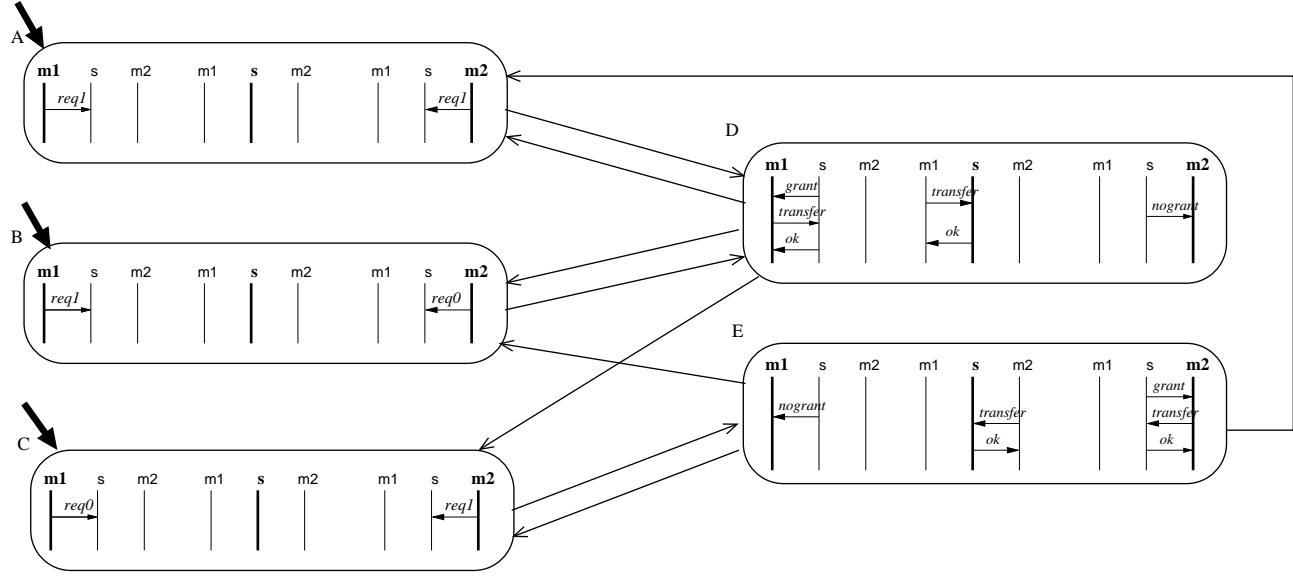 A
m1 s m2 m1 s m2 m1 s m2
req1 req1
B
m1 s m2 m1 s m2 m1 s m2
req1 req0
C
m1 s m2 m1 s m2 m1 s m2
req0 req1
D
m1 s m2 m1 s m2 m1 s m2
grant
transfer
transfer
nogrant
ok
ok
E
m1 s m2 m1 s m2 m1 s m2
grant
nogrant transfer transfer
ok ok